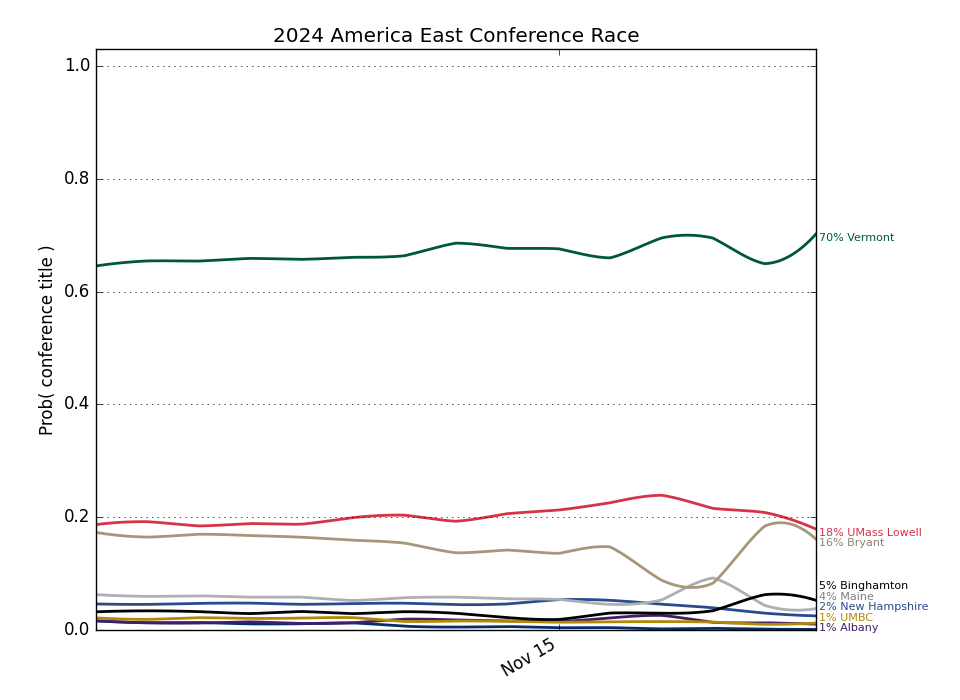 2024 America East Conference Race
1.0
0.8
0.6
0.4
0.2
0.0
Prob( conference title )
Nov 15
70% Vermont
18% UMass Lowell
16% Bryant
5% Binghamton
4% Maine
2% New Hampshire
1% UMBC
1% Albany